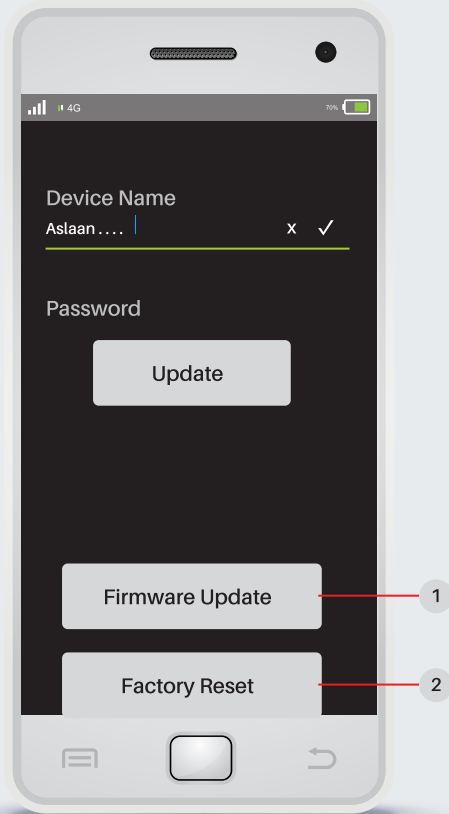 4G
70%
Device Name
Aslaan . . . .
x ✓
Password
Update
Firmware Update
1
Factory Reset
2